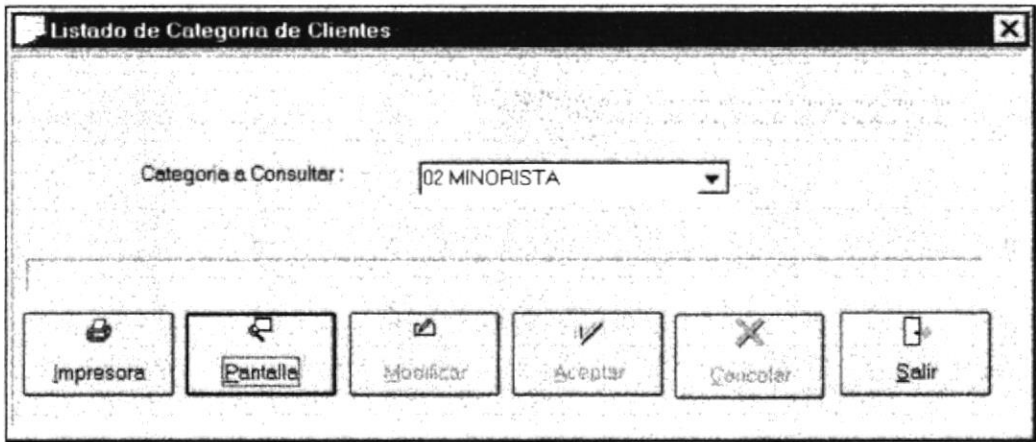 Listado de Categoria de Clientes
Categoria a Consultar :
02 MINORISTA
Impresora Pantalla Modificar Aceptar Cancelar Salir